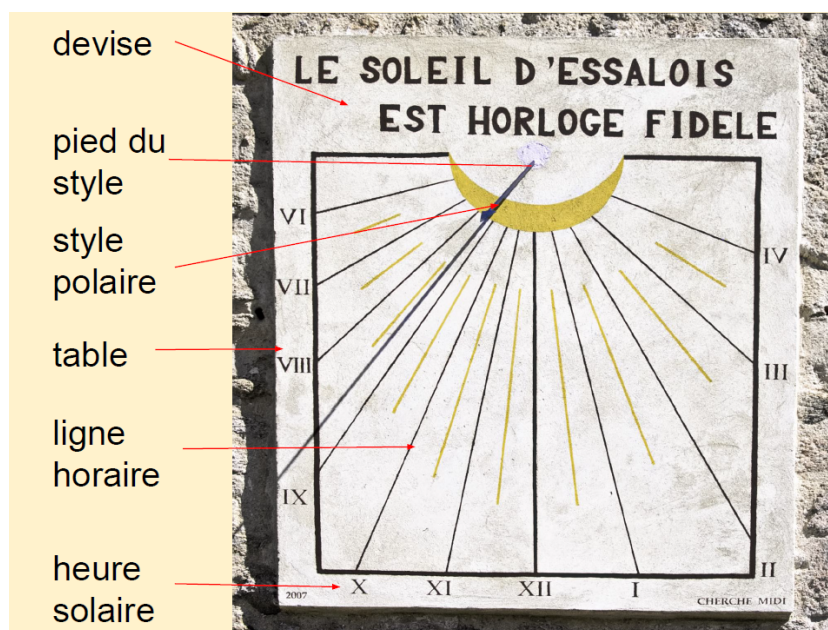 devise
LE SOLEIL D'ESSALOIS
EST HORLOGE FIDELE
pied du
style
style
polaire
table
ligne
horaire
heure
solaire
VI
VII
VIII
IX
X
XI
XII
I
II
III
IV
2007
CHERCHE MIDI